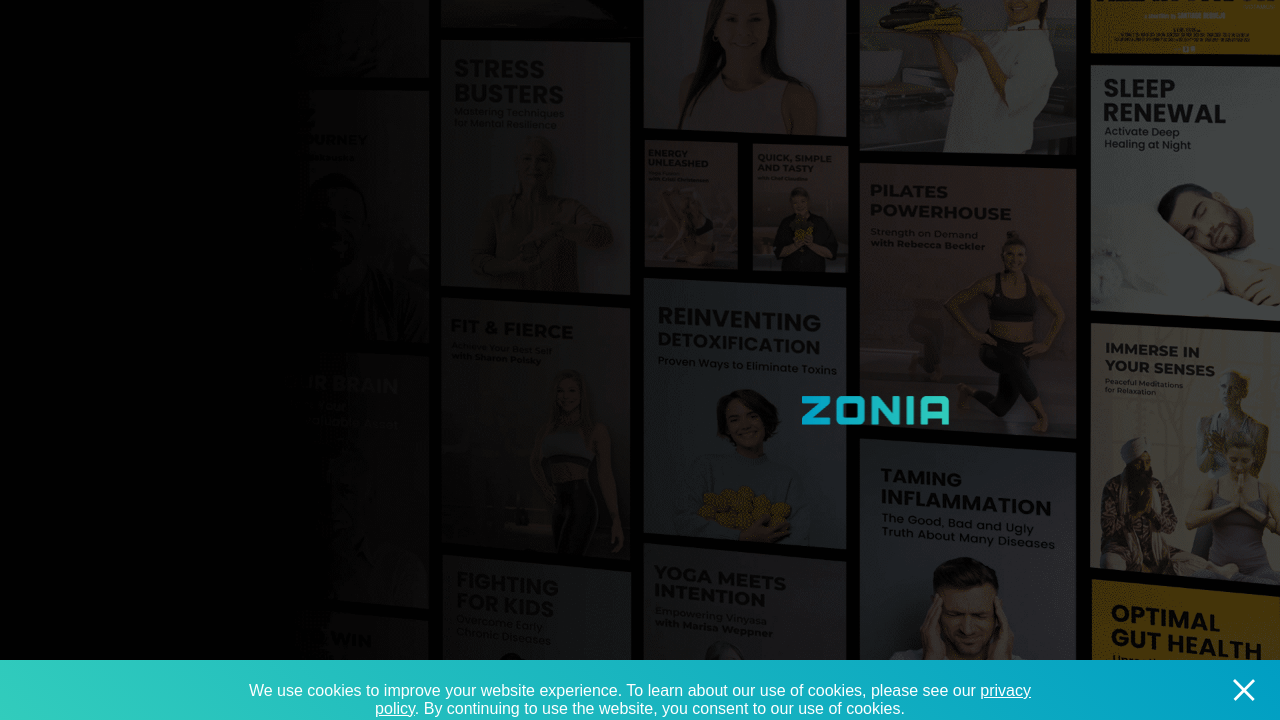 STRESS
BUSTERS
Mastering Techniques
for Mental Resilience
ENERGY
UNLEASHED
QUICK, SIMPLE
AND TASTY
PILATES
POWERHOUSE
Strength on Demand
with Rebecca Beckler
SLEEP
RENEWAL
Activate Deep
Healing at Night
FIT & FIERCE
Achieve Your Best Self
with Sharon Polsky
REINVENTING
DETOXIFICATION
Proven Ways to Eliminate Toxins
IMMERSE IN
YOUR SENSES
Peaceful Meditations
for Relaxation
ZONIA
TAMING
INFLAMMATION
The Good, Bad and Ugly
Truth About Many Diseases
FIGHTING
FOR KIDS
Overcome Early
Chronic Diseases
YOGA MEETS
INTENTION
Empowering Vinyasa
with Marisa Weppner
OPTIMAL
GUT HEALTH
BRAIN
WIN
We use cookies to improve your website experience. To learn about our use of cookies, please see our privacy
policy. By continuing to use the website, you consent to our use of cookies.